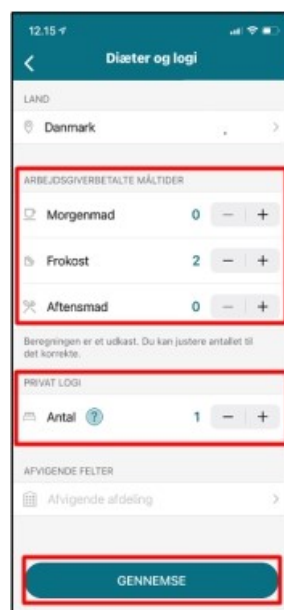 12.15
Diæter og logi
LAND
Danmark
ARBEJDSGIVERBETALTE MÅLTIDER
Morgenmad 0 − +
Frokost 2 − +
Aftensmad 0 − +
Beregningen er et udkast. Du kan justere antallet til
det korrekte.
PRIVAT LOGI
Antal ? 1 − +
AFVIGENDE FELTER
Afvigende afdeling
GENNEMSE